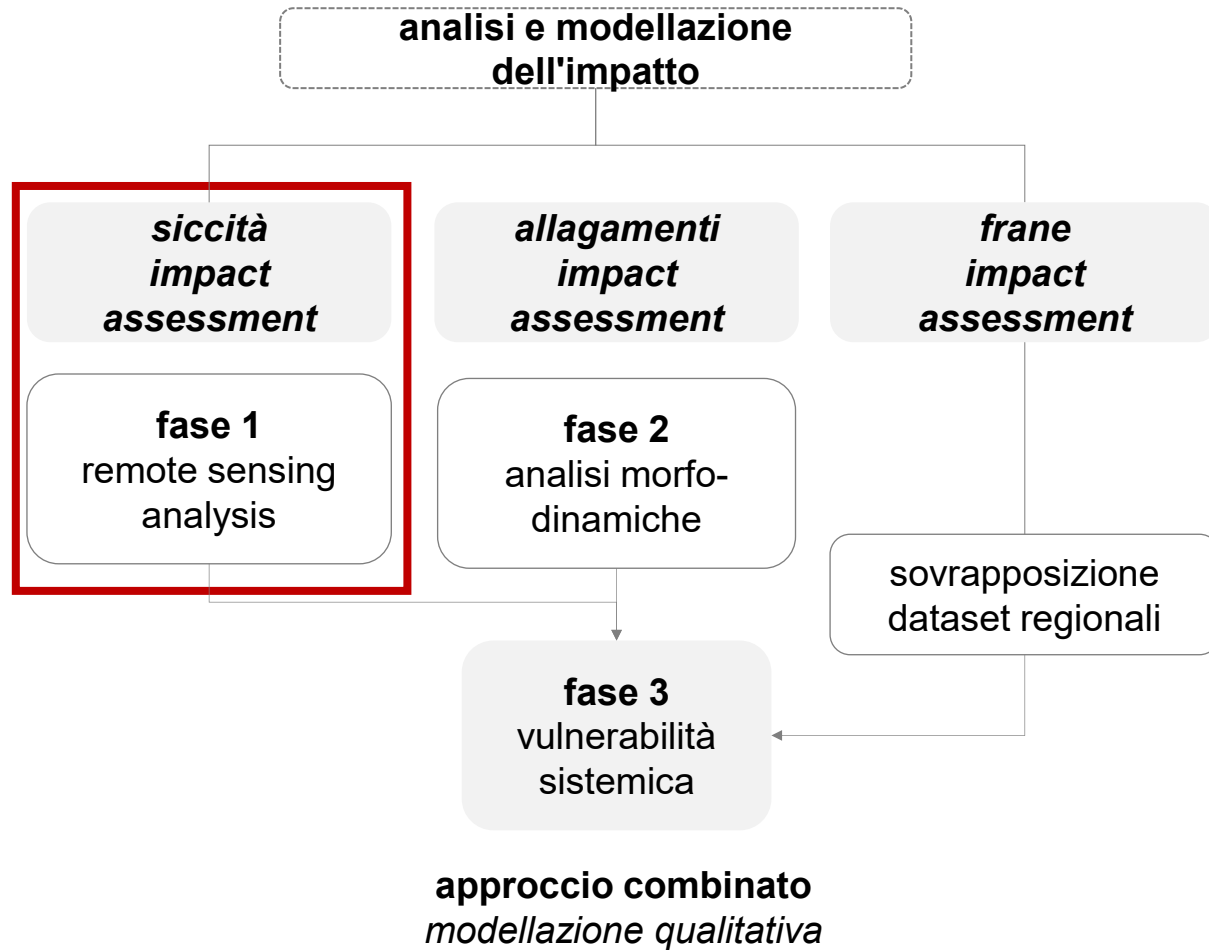 analisi e modellazione
dell'impatto
siccità
impact
assessment
allagamenti
impact
assessment
frane
impact
assessment
fase 1
remote sensing
analysis
fase 2
analisi morfo-
dinamiche
sovrapposizione
dataset regionali
fase 3
vulnerabilità
sistemica
approccio combinato
modellazione qualitativa